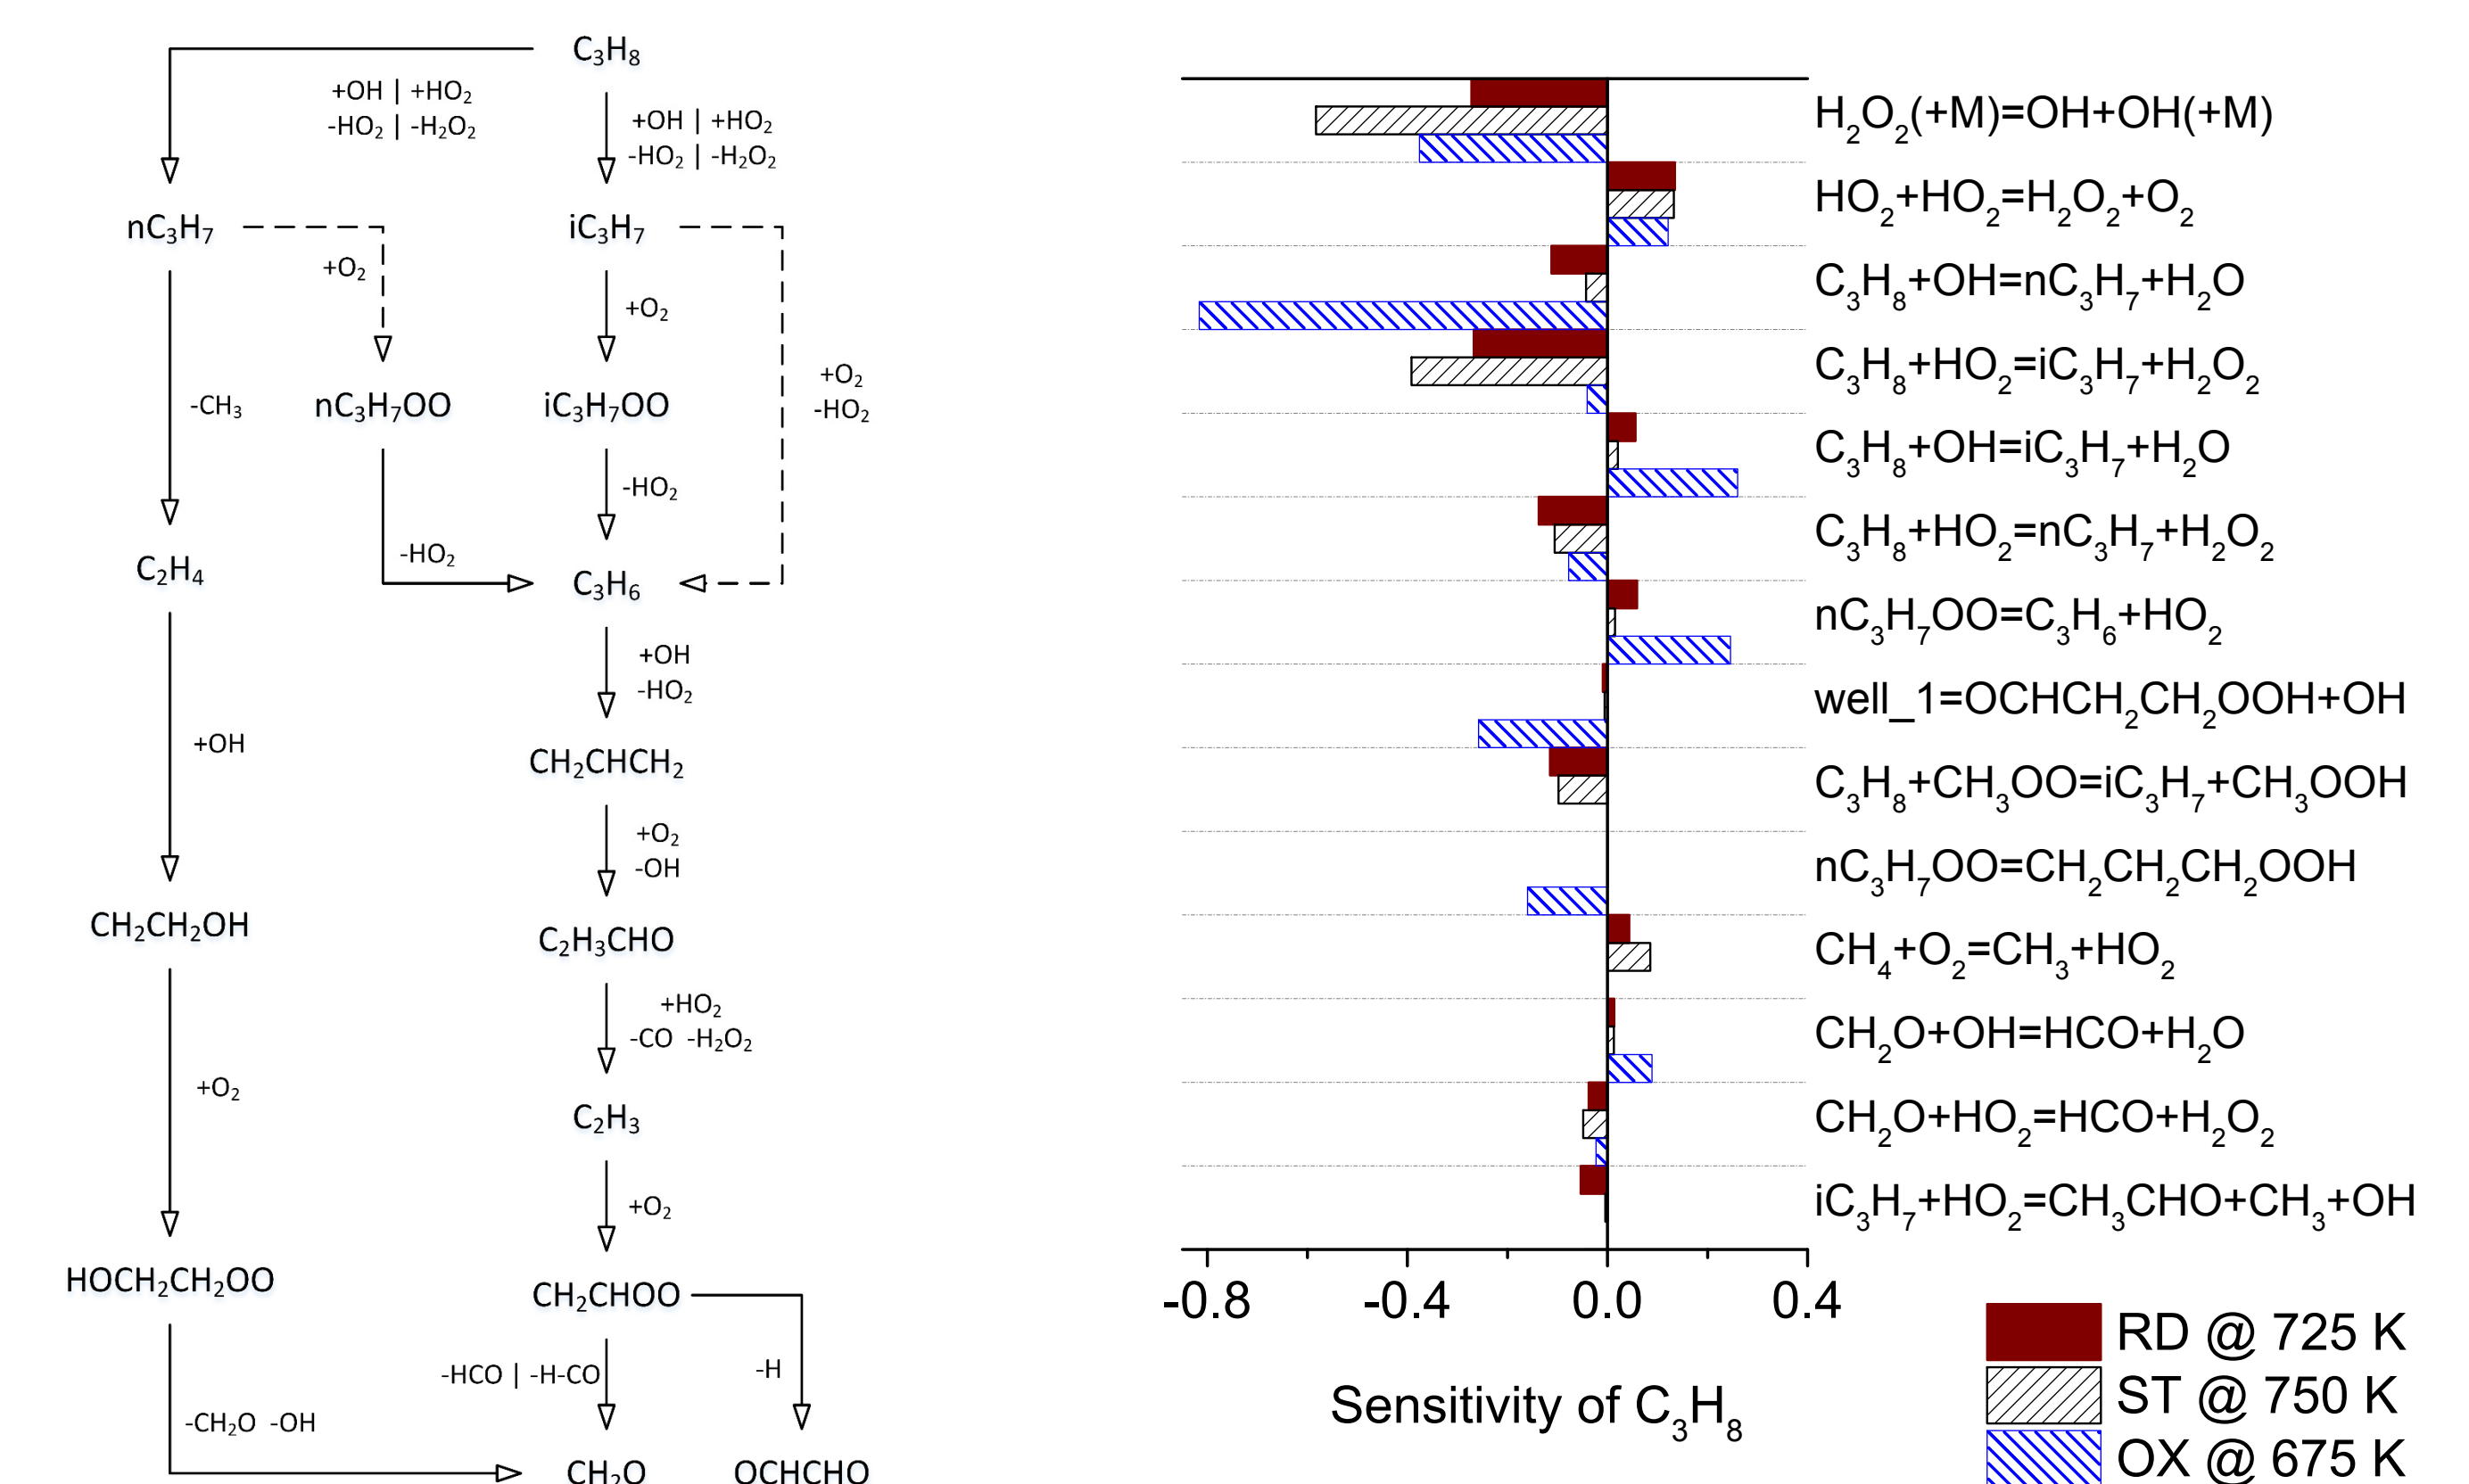 C₃H₈
+OH | +HO₂
-HO₂ | -H₂O₂
+OH | +HO₂
-HO₂ | -H₂O₂
nC₃H₇
iC₃H₇
+O₂
+O₂
+O₂
-HO₂
-CH₃
nC₃H₇OO
iC₃H₇OO
-HO₂
-HO₂
C₂H₄
C₃H₆
+OH
-HO₂
+OH
CH₂CHCH₂
+O₂
-OH
CH₂CH₂OH
C₂H₃CHO
+HO₂
-CO -H₂O₂
+O₂
C₂H₃
+O₂
HOCH₂CH₂OO
CH₂CHOO
-HCO | -H-CO
-H
-CH₂O -OH
CH₂O
OCHCHO
H₂O₂(+M)=OH+OH(+M)
HO₂+HO₂=H₂O₂+O₂
C₃H₈+OH=nC₃H₇+H₂O
C₃H₈+HO₂=iC₃H₇+H₂O₂
C₃H₈+OH=iC₃H₇+H₂O
C₃H₈+HO₂=nC₃H₇+H₂O₂
nC₃H₇OO=C₃H₆+HO₂
well_1=OCHCH₂CH₂OOH+OH
C₃H₈+CH₃OO=iC₃H₇+CH₃OOH
nC₃H₇OO=CH₂CH₂CH₂OOH
CH₄+O₂=CH₃+HO₂
CH₂O+OH=HCO+H₂O
CH₂O+HO₂=HCO+H₂O₂
iC₃H₇+HO₂=CH₃CHO+CH₃+OH
-0.8 -0.4 0.0 0.4
Sensitivity of C₃H₈
RD @ 725 K
ST @ 750 K
OX @ 675 K